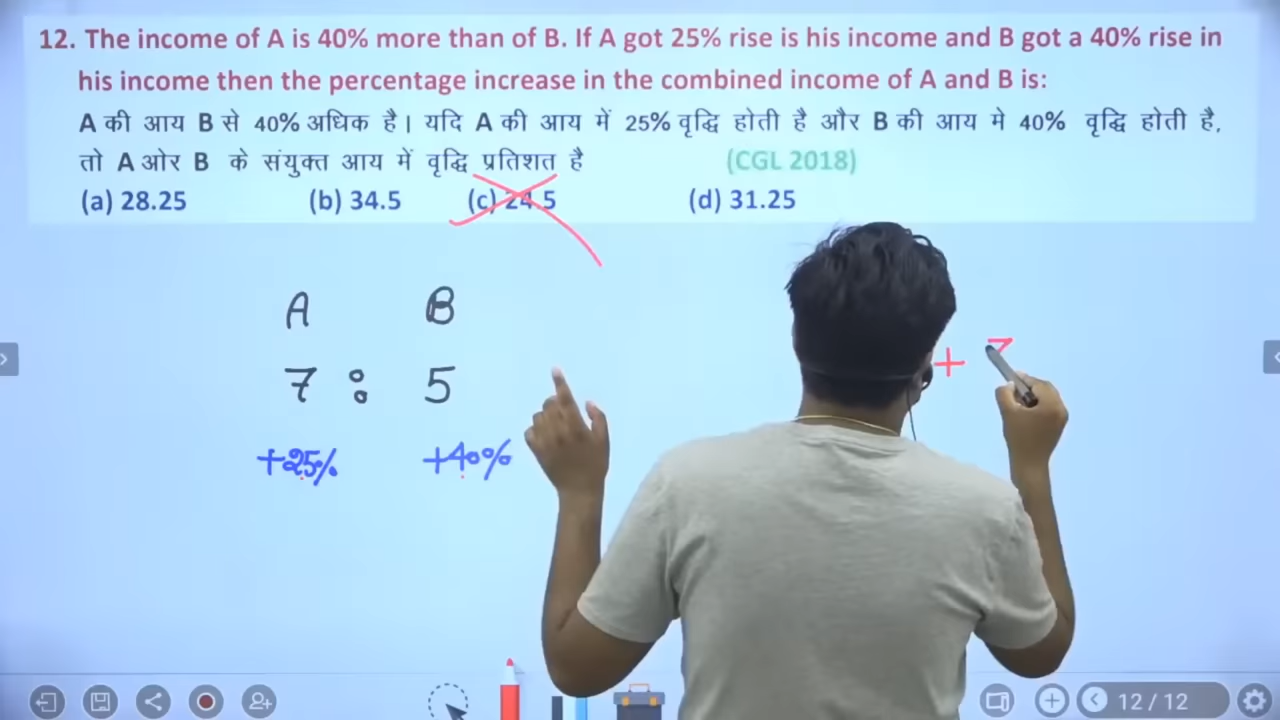 12. The income of A is 40% more than of B. If A got 25% rise is his income and B got a 40% rise in
his income then the percentage increase in the combined income of A and B is:
A की आय B से 40% अधिक है। यदि A की आय में 25% वृद्धि होती है और B की आय मे 40% वृद्धि होती है,
तो A ओर B के संयुक्त आय में वृद्धि प्रतिशत है (CGL 2018)
(a) 28.25 (b) 34.5 (c) 24.5 (d) 31.25
A B
7 : 5
+25% +40%
+ 7
12 / 12